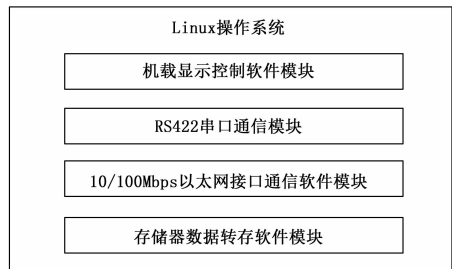 Linux操作系统
机载显示控制软件模块
RS422串口通信模块
10/100Mbps以太网接口通信软件模块
存储器数据转存软件模块